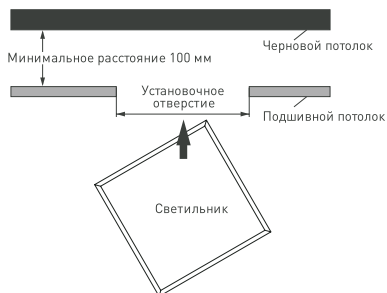 Черновой потолок
Минимальное расстояние 100 мм
Установочное
отверстие
Подшивной потолок
Светильник